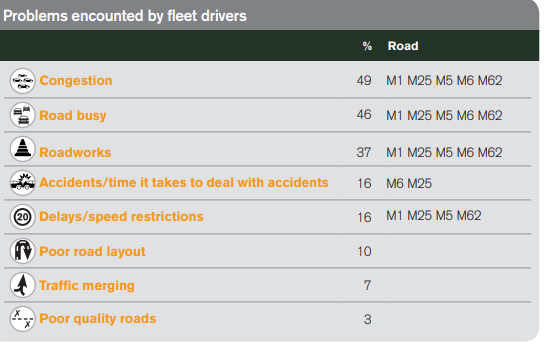 Problems encountered by fleet drivers
% Road
Congestion 49 M1 M25 M5 M6 M62
Road busy 46 M1 M25 M5 M6 M62
Roadworks 37 M1 M25 M5 M6 M62
Accidents/time it takes to deal with accidents 16 M6 M25
20 Delays/speed restrictions 16 M1 M25 M5 M62
Poor road layout 10
Traffic merging 7
Poor quality roads 3